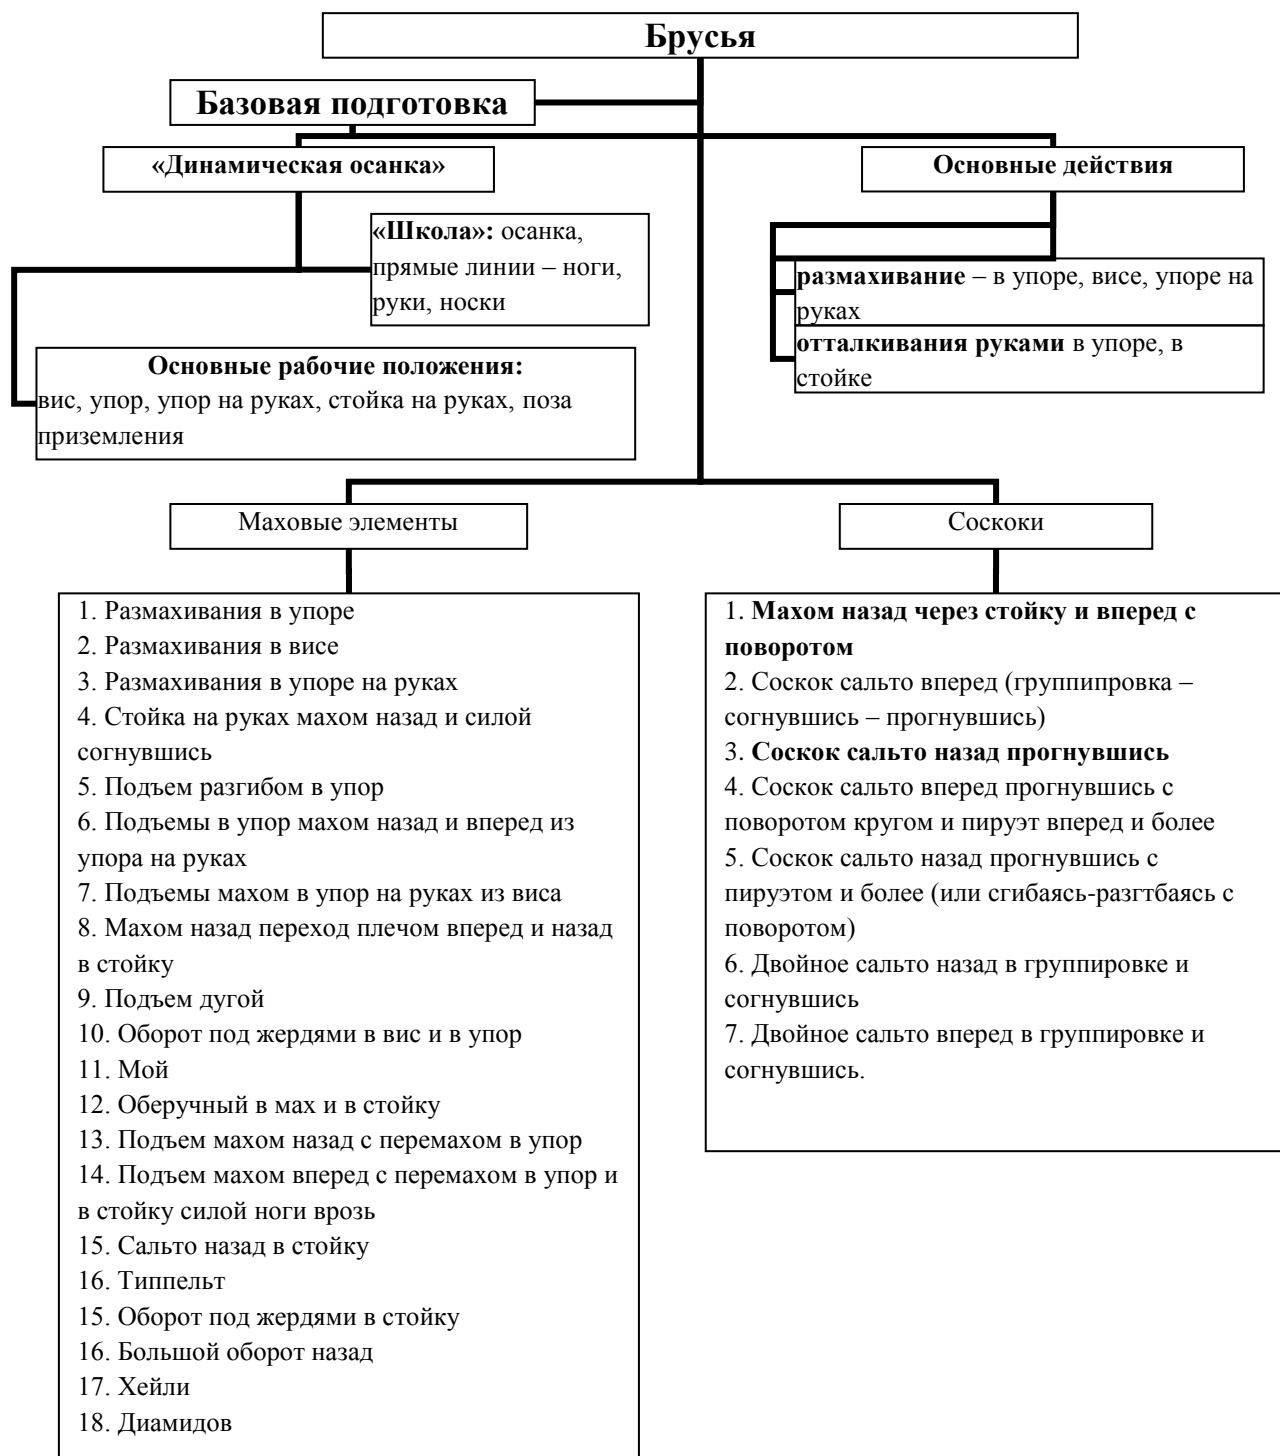 Брусья
Базовая подготовка
«Динамическая осанка»
Основные действия
«Школа»: осанка,
прямые линии – ноги,
руки, носки
размахивание – в упоре, висе, упоре на
руках
отталкивания руками в упоре, в
стойке
Основные рабочие положения:
вис, упор, упор на руках, стойка на руках, поза
приземления
Маховые элементы
Соскоки
1. Размахивания в упоре
2. Размахивания в висе
3. Размахивания в упоре на руках
4. Стойка на руках махом назад и силой
согнувшись
5. Подъем разгибом в упор
6. Подъемы в упор махом назад и вперед из
упора на руках
7. Подъемы махом в упор на руках из виса
8. Махом назад переход плечом вперед и назад
в стойку
9. Подъем дугой
10. Оборот под жердями в вис и в упор
11. Мой
12. Оберучный в мах и в стойку
13. Подъем махом назад с перемахом в упор
14. Подъем махом вперед с перемахом в упор и
в стойку силой ноги врозь
15. Сальто назад в стойку
16. Типпельт
15. Оборот под жердями в стойку
16. Большой оборот назад
17. Хейли
18. Диамидов
1. Махом назад через стойку и вперед с
поворотом
2. Соскок сальто вперед (группипровка –
согнувшись – прогнувшись)
3. Соскок сальто назад прогнувшись
4. Соскок сальто вперед прогнувшись с
поворотом кругом и пируэт вперед и более
5. Соскок сальто назад прогнувшись с
пируэтом и более (или сгибаясь-разгтбаясь с
поворотом)
6. Двойное сальто назад в группировке и
согнувшись
7. Двойное сальто вперед в группировке и
согнувшись.